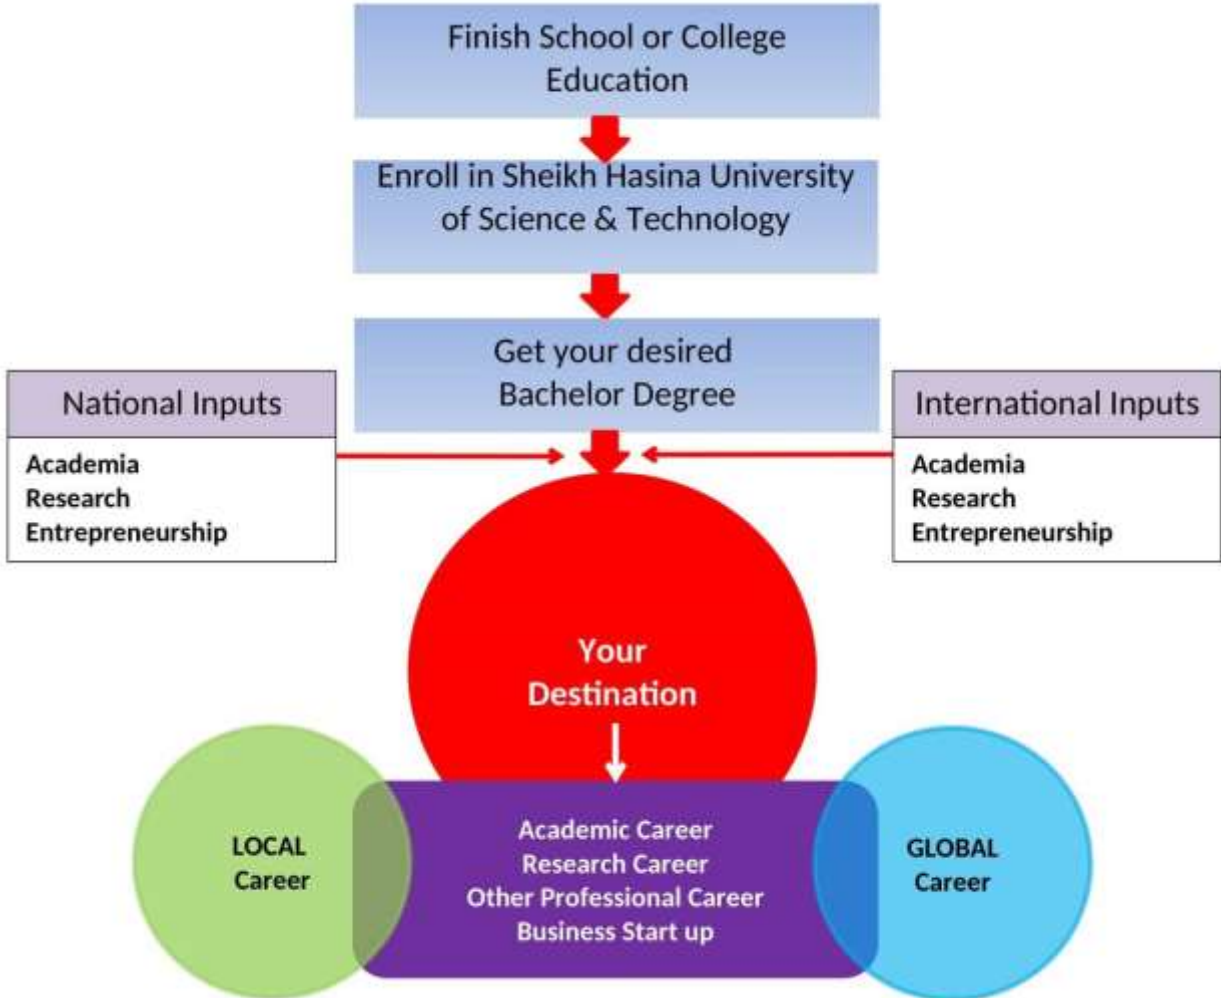 Finish School or College
Education
Enroll in Sheikh Hasina University
of Science & Technology
Get your desired
Bachelor Degree
National Inputs
Academia
Research
Entrepreneurship
International Inputs
Academia
Research
Entrepreneurship
Your
Destination
LOCAL
Career
Academic Career
Research Career
Other Professional Career
Business Start up
GLOBAL
Career